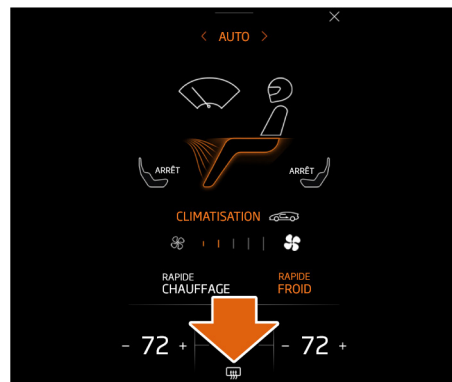 < AUTO >
ARRÊT ARRÊT
CLIMATISATION
RAPIDE RAPIDE
CHAUFFAGE FROID
- 72 + - 72 +